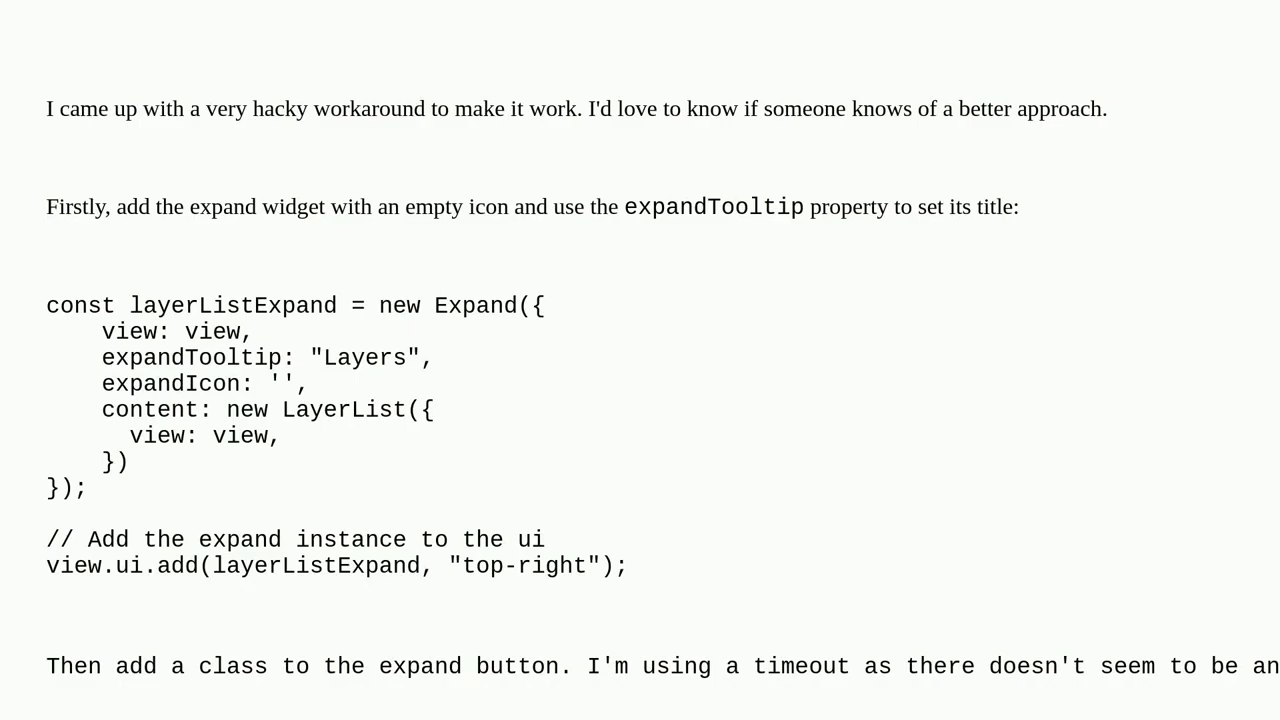 I came up with a very hacky workaround to make it work. I'd love to know if someone knows of a better approach.
Firstly, add the expand widget with an empty icon and use the expandTooltip property to set its title:
const layerListExpand = new Expand({
    view: view,
    expandTooltip: "Layers",
    expandIcon: '',
    content: new LayerList({
      view: view,
    })
});
// Add the expand instance to the ui
view.ui.add(layerListExpand, "top-right");
Then add a class to the expand button. I'm using a timeout as there doesn't seem to be an